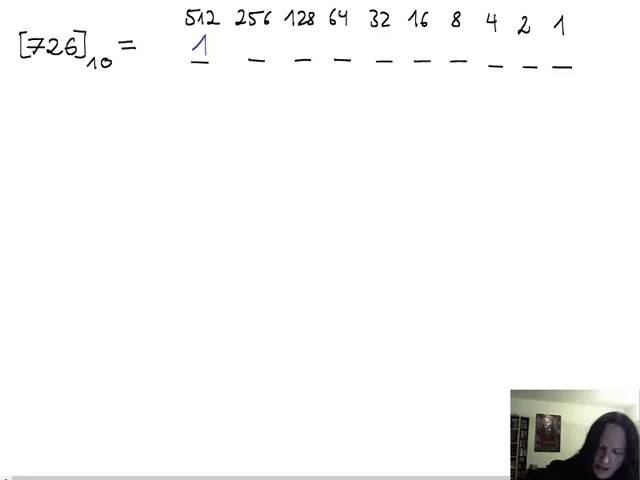 512 256 128 64 32 16 8 4 2 1
[726]₁₀ = 1 _ _ _ _ _ _ _ _ _